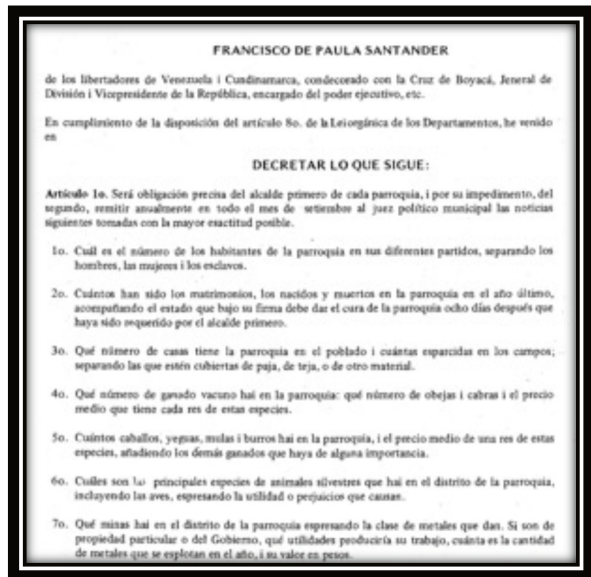 FRANCISCO DE PAULA SANTANDER
de los libertadores de Venezuela i Cundinamarca, condecorado con la Cruz de Boyacá, Jeneral de
División i Vicepresidente de la República, encargado del poder ejecutivo, etc.
En cumplimiento de la disposición del artículo 8o. de la Lei orgánica de los Departamentos, he venido
en
DECRETAR LO QUE SIGUE:
Artículo 1o. Será obligación precisa del alcalde primero de cada parroquia, i por su impedimento, del
segundo, remitir anualmente en todo el mes de setiembre al juez político municipal las noticias
siguientes tomadas con la mayor exactitud posible.
1o. Cuál es el número de los habitantes de la parroquia en sus diferentes partidos, separando los
hombres, las mujeres i los esclavos.
2o. Cuántos han sido los matrimonios, los nacidos y muertos en la parroquia en el año último,
acompañando el estado que bajo su firma debe dar el cura de la parroquia ocho días después que
haya sido requerido por el alcalde primero.
3o. Qué número de casas tiene la parroquia en el poblado i cuántas esparcidas en los campos;
separando las que estén cubiertas de paja, de teja, o de otro material.
4o. Qué número de ganado vacuno hai en la parroquia: qué número de obejas i cabras i el precio
medio que tiene cada res de estas especies.
5o. Cuántos caballos, yeguas, mulas i burros hai en la parroquia, i el precio medio de una res de estas
especies, añadiendo los demás ganados que haya de alguna importancia.
6o. Cuáles son las principales especies de animales silvestres que hai en el distrito de la parroquia,
incluyendo las aves, espresando la utilidad o perjuicios que causan.
7o. Qué minas hai en el distrito de la parroquia espresando la clase de metales que dan. Si son de
propiedad particular o del Gobierno, qué utilidades produciría su trabajo, cuánta es la cantidad
de metales que se esplotan en el año, i su valor en pesos.